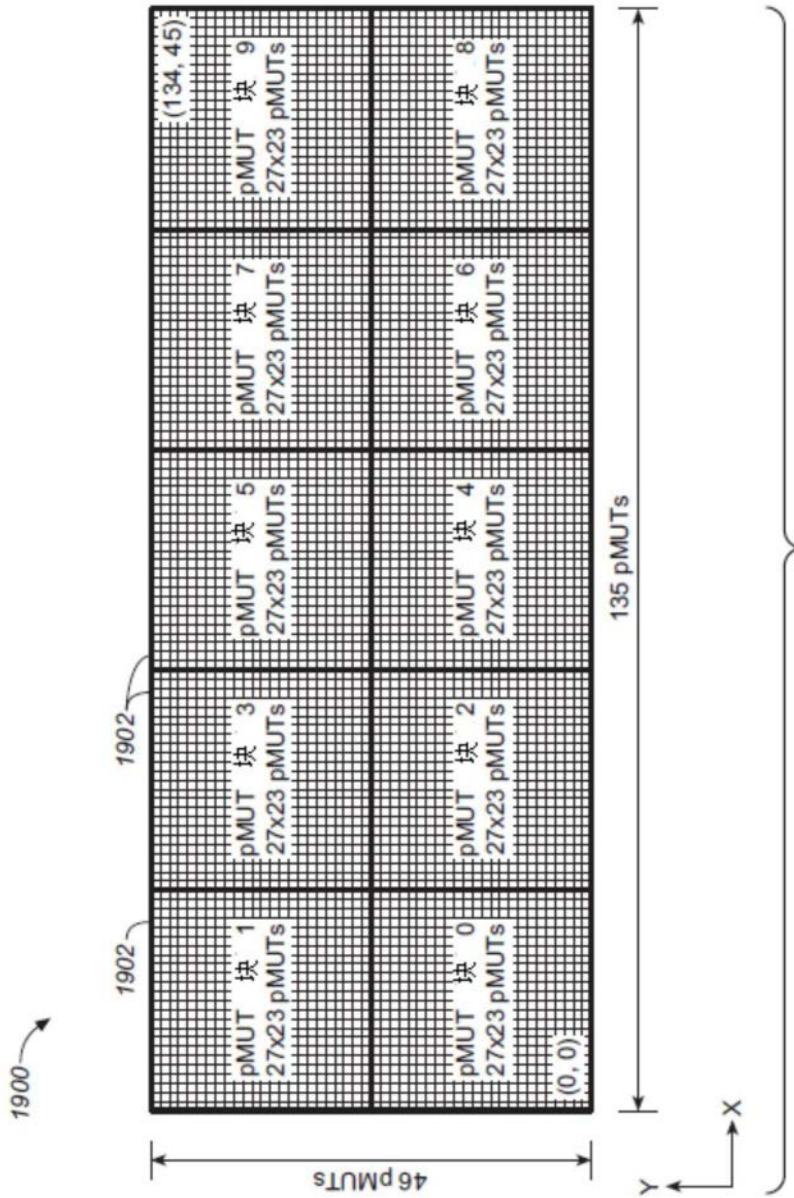 1900
1902
1902
(134, 45)
pMUT 块 1
27x23 pMUTs
pMUT 块 3
27x23 pMUTs
pMUT 块 5
27x23 pMUTs
pMUT 块 7
27x23 pMUTs
pMUT 块 9
27x23 pMUTs
pMUT 块 0
27x23 pMUTs
pMUT 块 2
27x23 pMUTs
pMUT 块 4
27x23 pMUTs
pMUT 块 6
27x23 pMUTs
pMUT 块 8
27x23 pMUTs
(0, 0)
46 pMUTs
135 pMUTs
Y
X